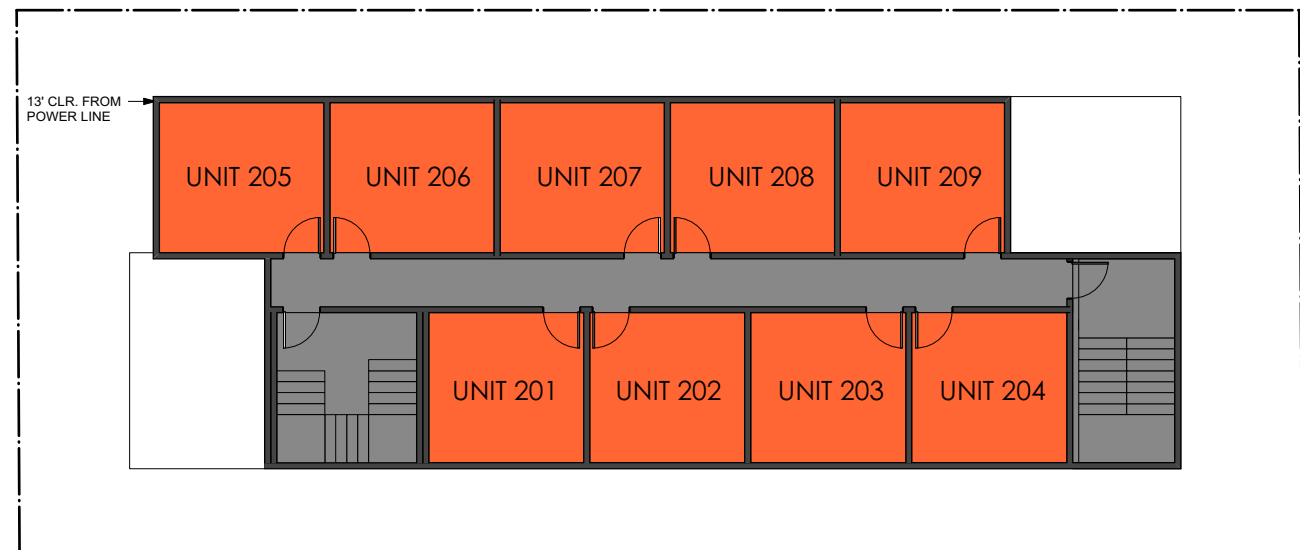 13' CLR. FROM
POWER LINE
UNIT 205
UNIT 206
UNIT 207
UNIT 208
UNIT 209
UNIT 201
UNIT 202
UNIT 203
UNIT 204